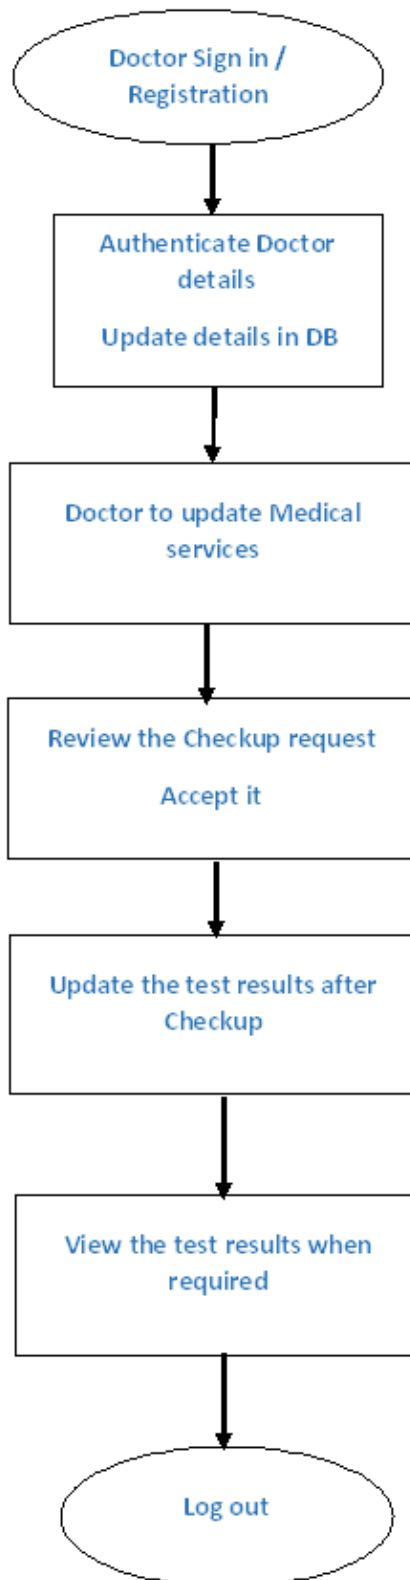 Doctor Sign in /
Registration
Authenticate Doctor
details
Update details in DB
Doctor to update Medical
services
Review the Checkup request
Accept it
Update the test results after
Checkup
View the test results when
required
Log out